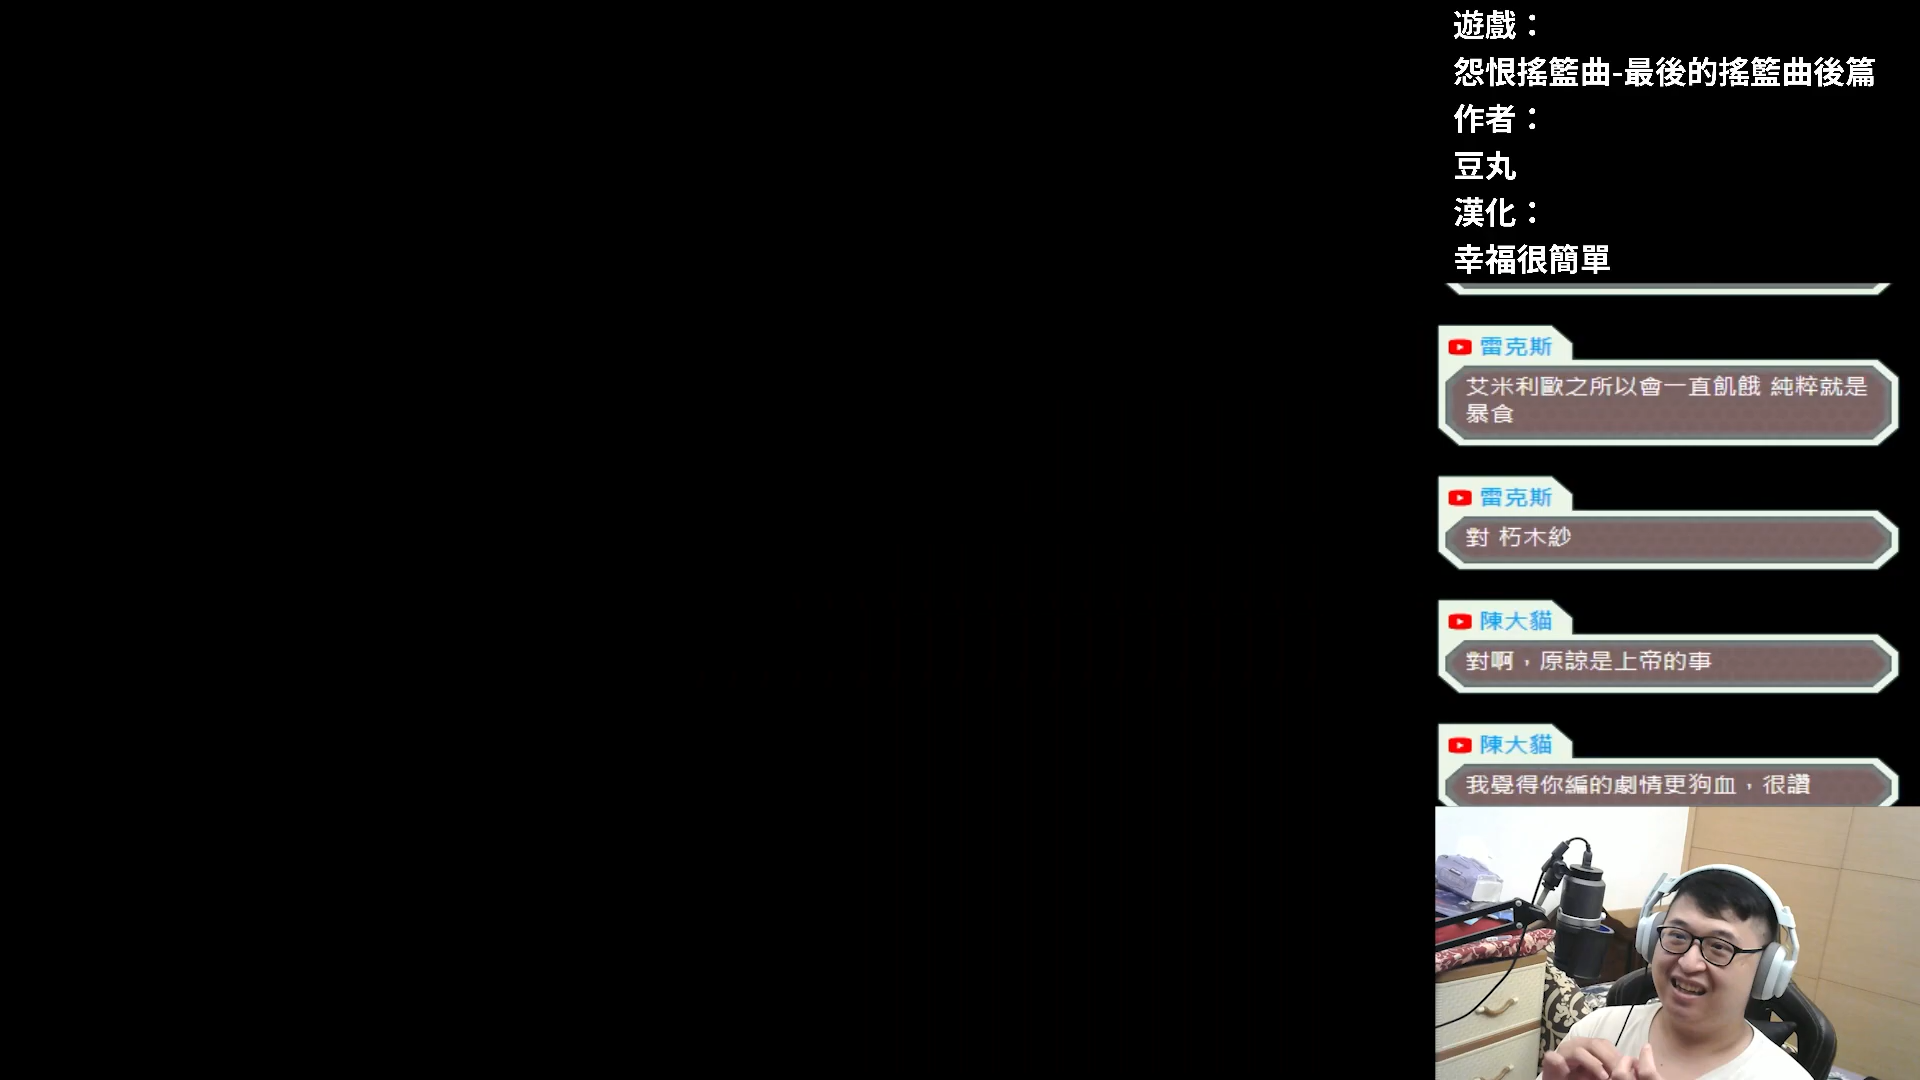 遊戲：
怨恨搖籃曲-最後的搖籃曲後篇
作者：
豆丸
漢化：
幸福很簡單
雷克斯
艾米利歐之所以會一直飢餓 純粹就是
暴食
雷克斯
對 朽木紗
陳大貓
對啊，原諒是上帝的事
陳大貓
我覺得你編的劇情更狗血，很讚